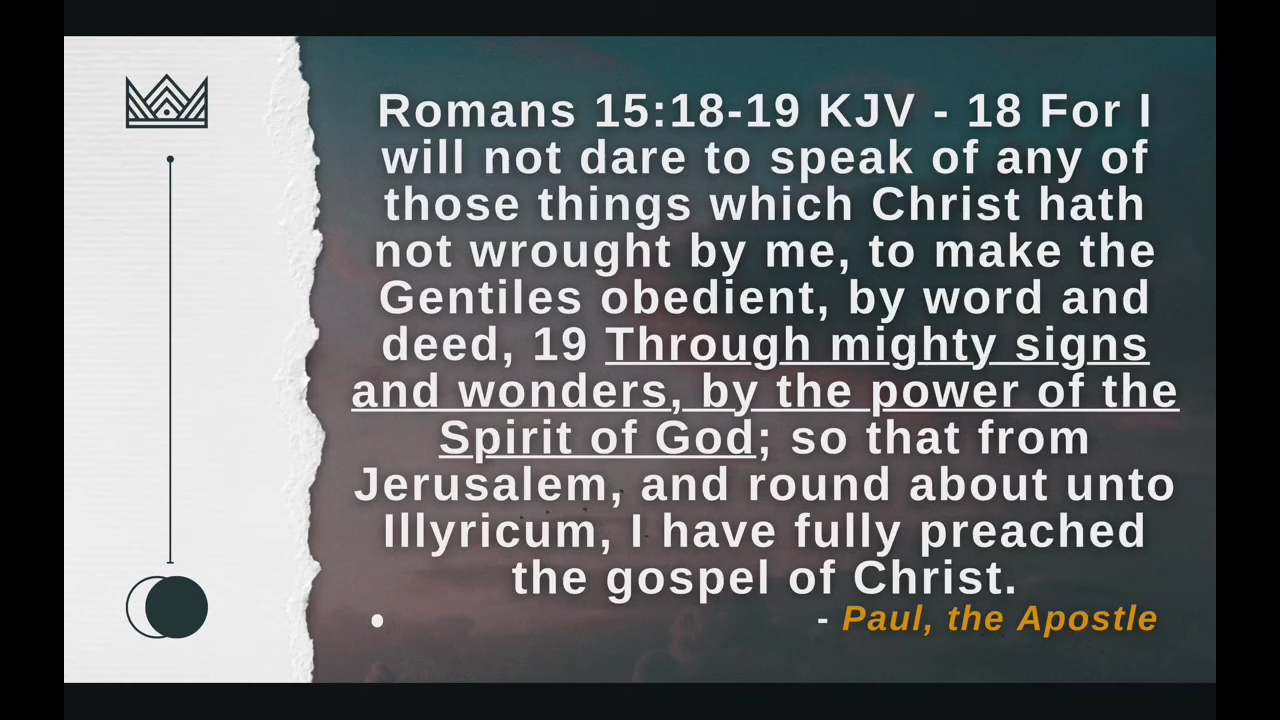 Romans 15:18-19 KJV - 18 For I
will not dare to speak of any of
those things which Christ hath
not wrought by me, to make the
Gentiles obedient, by word and
deed, 19 Through mighty signs
and wonders, by the power of the
Spirit of God; so that from
Jerusalem, and round about unto
Illyricum, I have fully preached
the gospel of Christ.
• - Paul, the Apostle